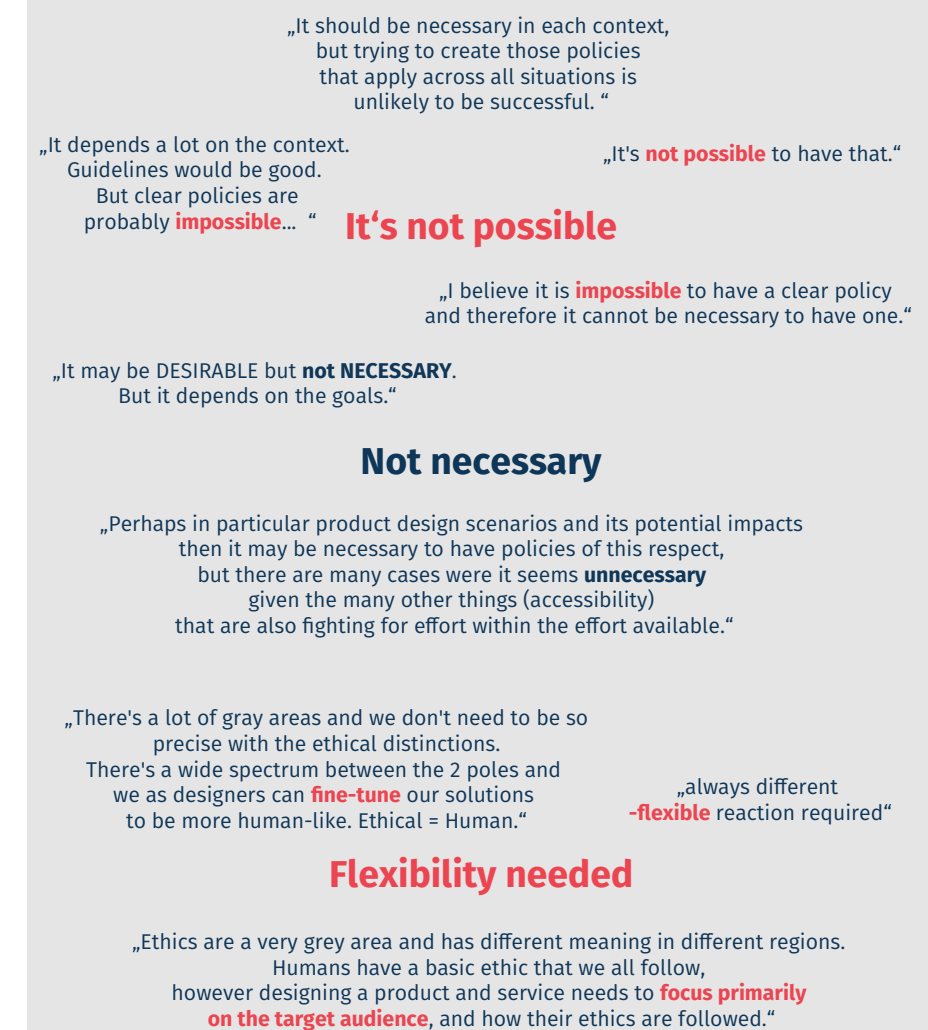 „It should be necessary in each context,
but trying to create those policies
that apply across all situations is
unlikely to be successful. “
„It depends a lot on the context.
Guidelines would be good.
But clear policies are
probably impossible... “
„It's not possible to have that.“
It‘s not possible
„I believe it is impossible to have a clear policy
and therefore it cannot be necessary to have one.“
„It may be DESIRABLE but not NECESSARY.
But it depends on the goals.“
Not necessary
„Perhaps in particular product design scenarios and its potential impacts
then it may be necessary to have policies of this respect,
but there are many cases were it seems unnecessary
given the many other things (accessibility)
that are also fighting for effort within the effort available.“
„There's a lot of gray areas and we don't need to be so
precise with the ethical distinctions.
There's a wide spectrum between the 2 poles and
we as designers can fine-tune our solutions
to be more human-like. Ethical = Human.“
„always different
-flexible reaction required“
Flexibility needed
„Ethics are a very grey area and has different meaning in different regions.
Humans have a basic ethic that we all follow,
however designing a product and service needs to focus primarily
on the target audience, and how their ethics are followed.“